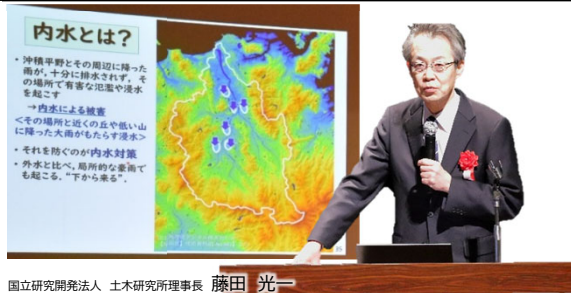 内水とは?
・沖積平野とその周辺に降った
雨が，十分に排水されず，そ
の場所で有害な氾濫や浸水
を起こす
→内水による被害
＜その場所と近くの丘や低い山
に降った大雨がもたらす浸水＞
・それを防ぐのが内水対策
・外水と比べ，局所的な豪雨で
も起こる．“下から来る”．
国立研究開発法人 土木研究所理事長 藤田 光一